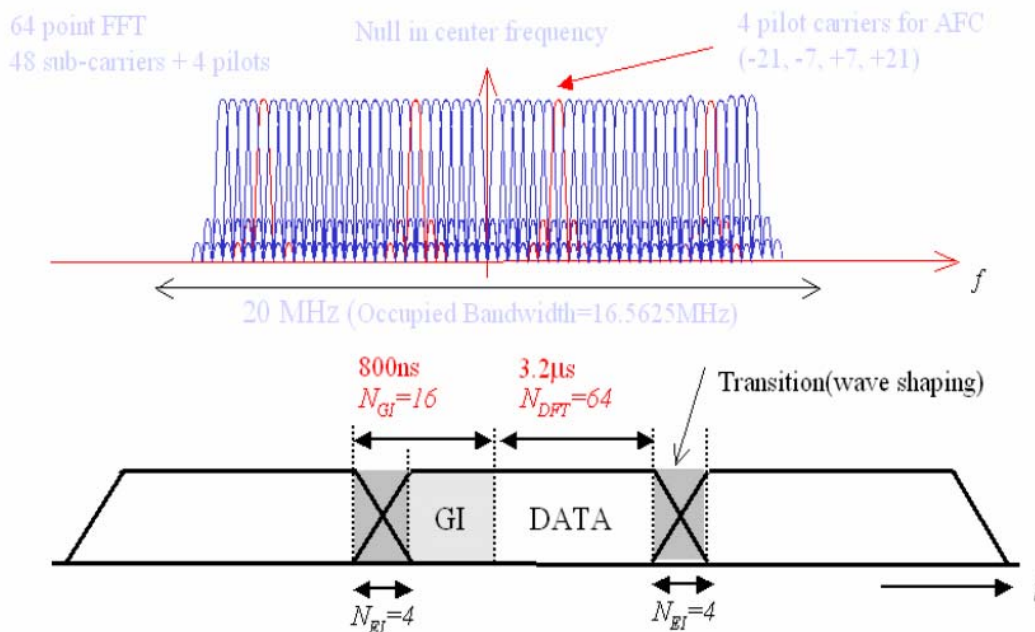 64 point FFT
48 sub-carriers + 4 pilots
Null in center frequency
4 pilot carriers for AFC
(-21, -7, +7, +21)
f
20 MHz (Occupied Bandwidth=16.5625MHz)
800ns
N_GI=16
3.2μs
N_DFT=64
Transition(wave shaping)
GI
DATA
N_EI=4
N_EI=4